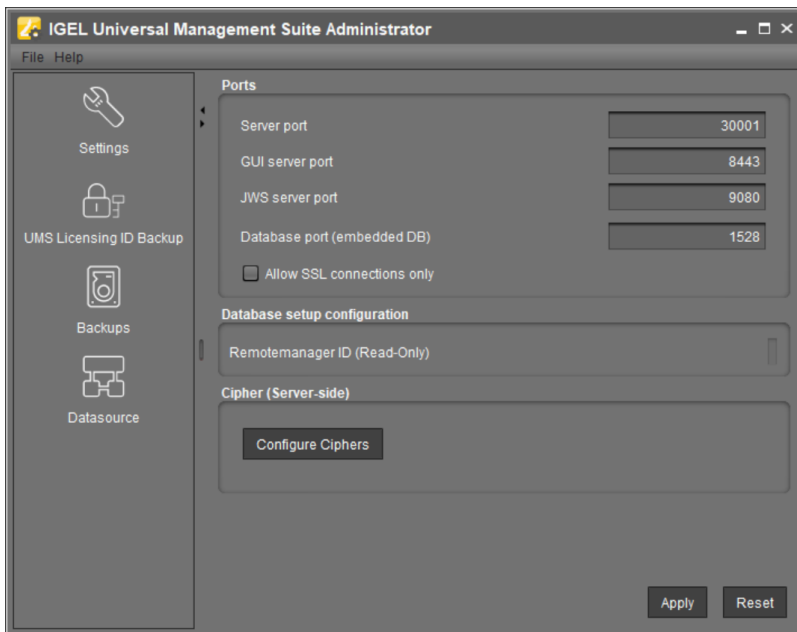 IGEL Universal Management Suite Administrator
File Help
Settings
UMS Licensing ID Backup
Backups
Datasource
Ports
Server port 30001
GUI server port 8443
JWS server port 9080
Database port (embedded DB) 1528
Allow SSL connections only
Database setup configuration
Remotemanager ID (Read-Only)
Cipher (Server-side)
Configure Ciphers
Apply Reset